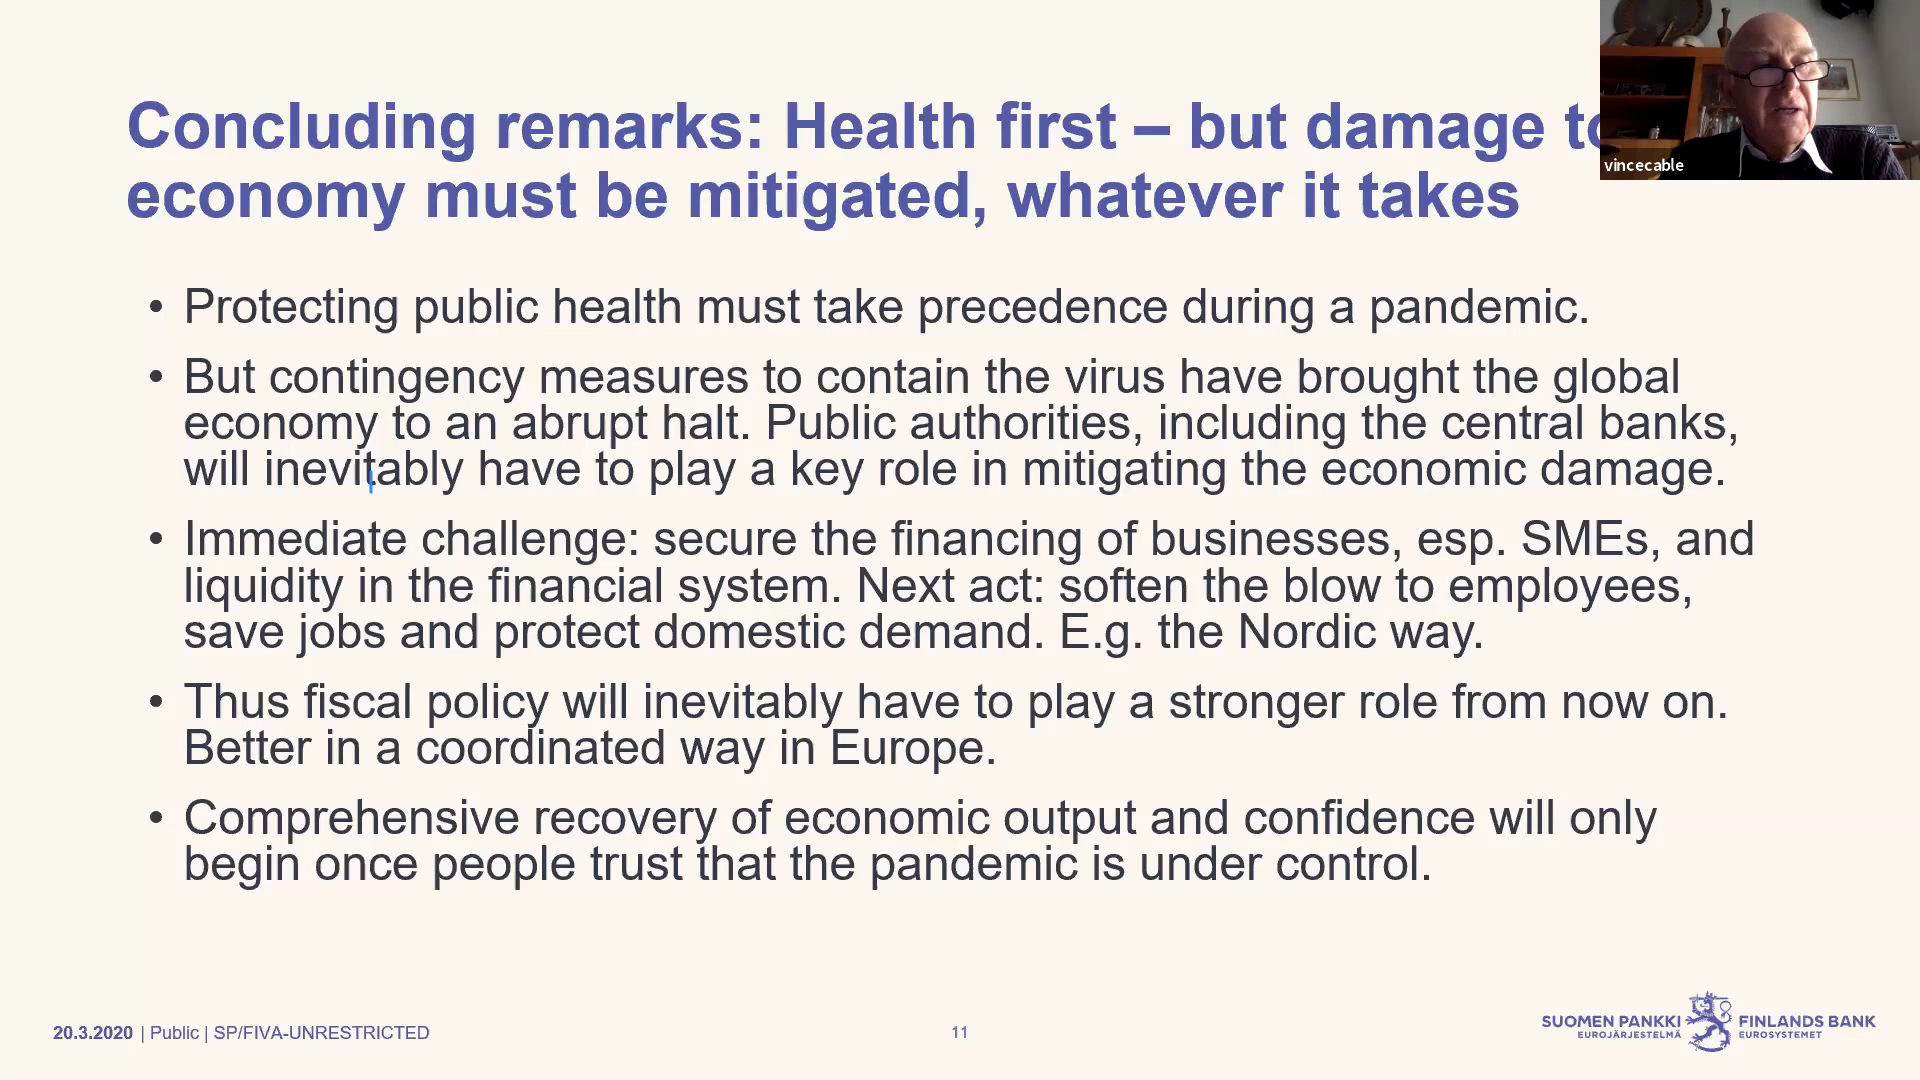 Concluding remarks: Health first – but damage to
economy must be mitigated, whatever it takes
vincecable
• Protecting public health must take precedence during a pandemic.
• But contingency measures to contain the virus have brought the global
economy to an abrupt halt. Public authorities, including the central banks,
will inevitably have to play a key role in mitigating the economic damage.
• Immediate challenge: secure the financing of businesses, esp. SMEs, and
liquidity in the financial system. Next act: soften the blow to employees,
save jobs and protect domestic demand. E.g. the Nordic way.
• Thus fiscal policy will inevitably have to play a stronger role from now on.
Better in a coordinated way in Europe.
• Comprehensive recovery of economic output and confidence will only
begin once people trust that the pandemic is under control.
20.3.2020 | Public | SP/FIVA-UNRESTRICTED
11
SUOMEN PANKKI
EUROJÄRJESTELMÄ
FINLANDS BANK
EUROSYSTEMET